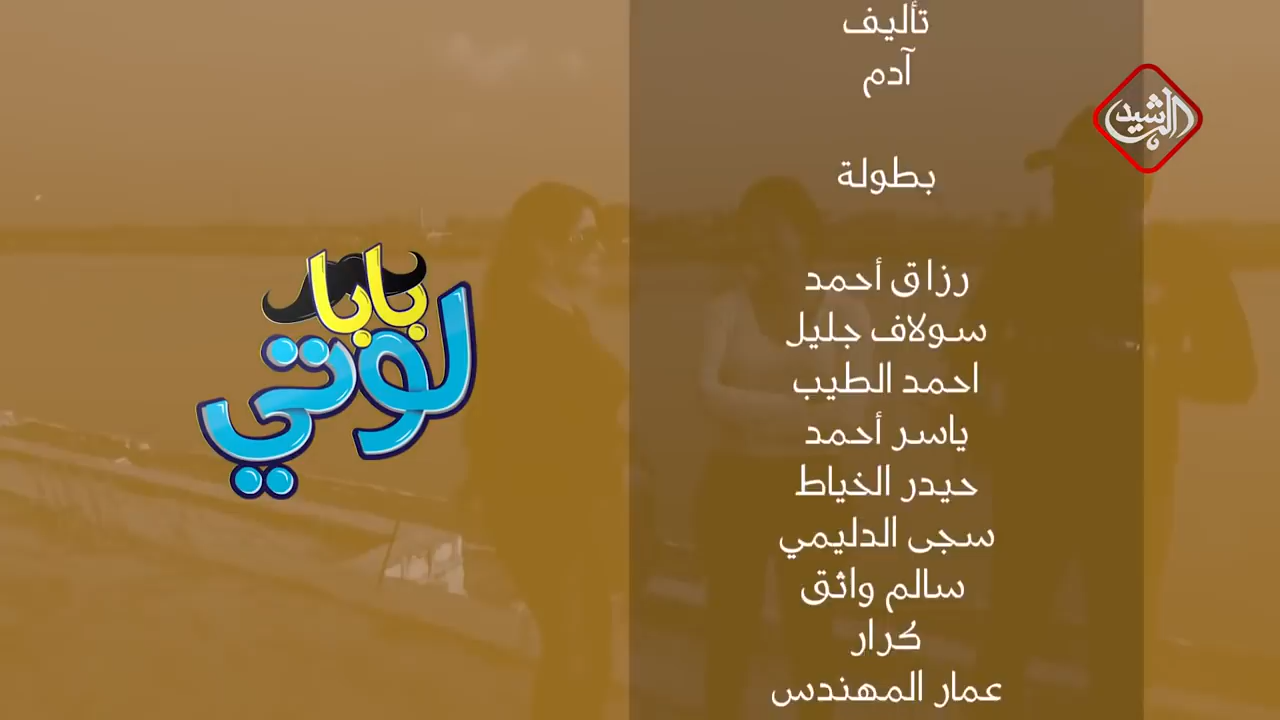 تأليف
آدم
بطولة
رزاق أحمد
سولاف جليل
احمد الطيب
ياسر أحمد
حيدر الخياط
سجى الدليمي
سالم واثق
كرار
عمار المهندس
بابا
لوتي
الرشيد